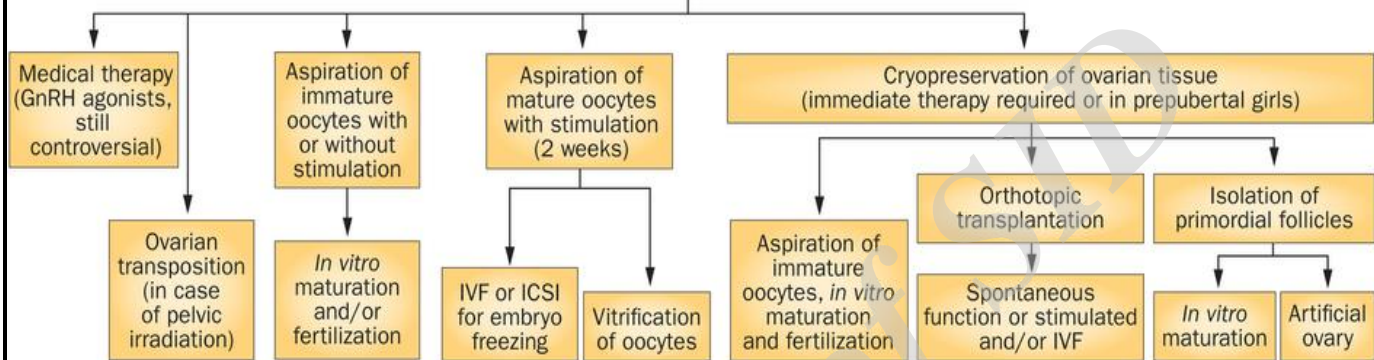 Medical therapy
(GnRH agonists,
still
controversial)
Ovarian
transposition
(in case
of pelvic
irradiation)
Aspiration of
immature
oocytes with
or without
stimulation
In vitro
maturation
and/or
fertilization
Aspiration of
mature oocytes
with stimulation
(2 weeks)
IVF or ICSI
for embryo
freezing
Vitrification
of oocytes
Cryopreservation of ovarian tissue
(immediate therapy required or in prepubertal girls)
Aspiration of
immature
oocytes, in vitro
maturation
and fertilization
Orthotopic
transplantation
Spontaneous
function or stimulated
and/or IVF
Isolation of
primordial follicles
In vitro
maturation
Artificial
ovary
of SID